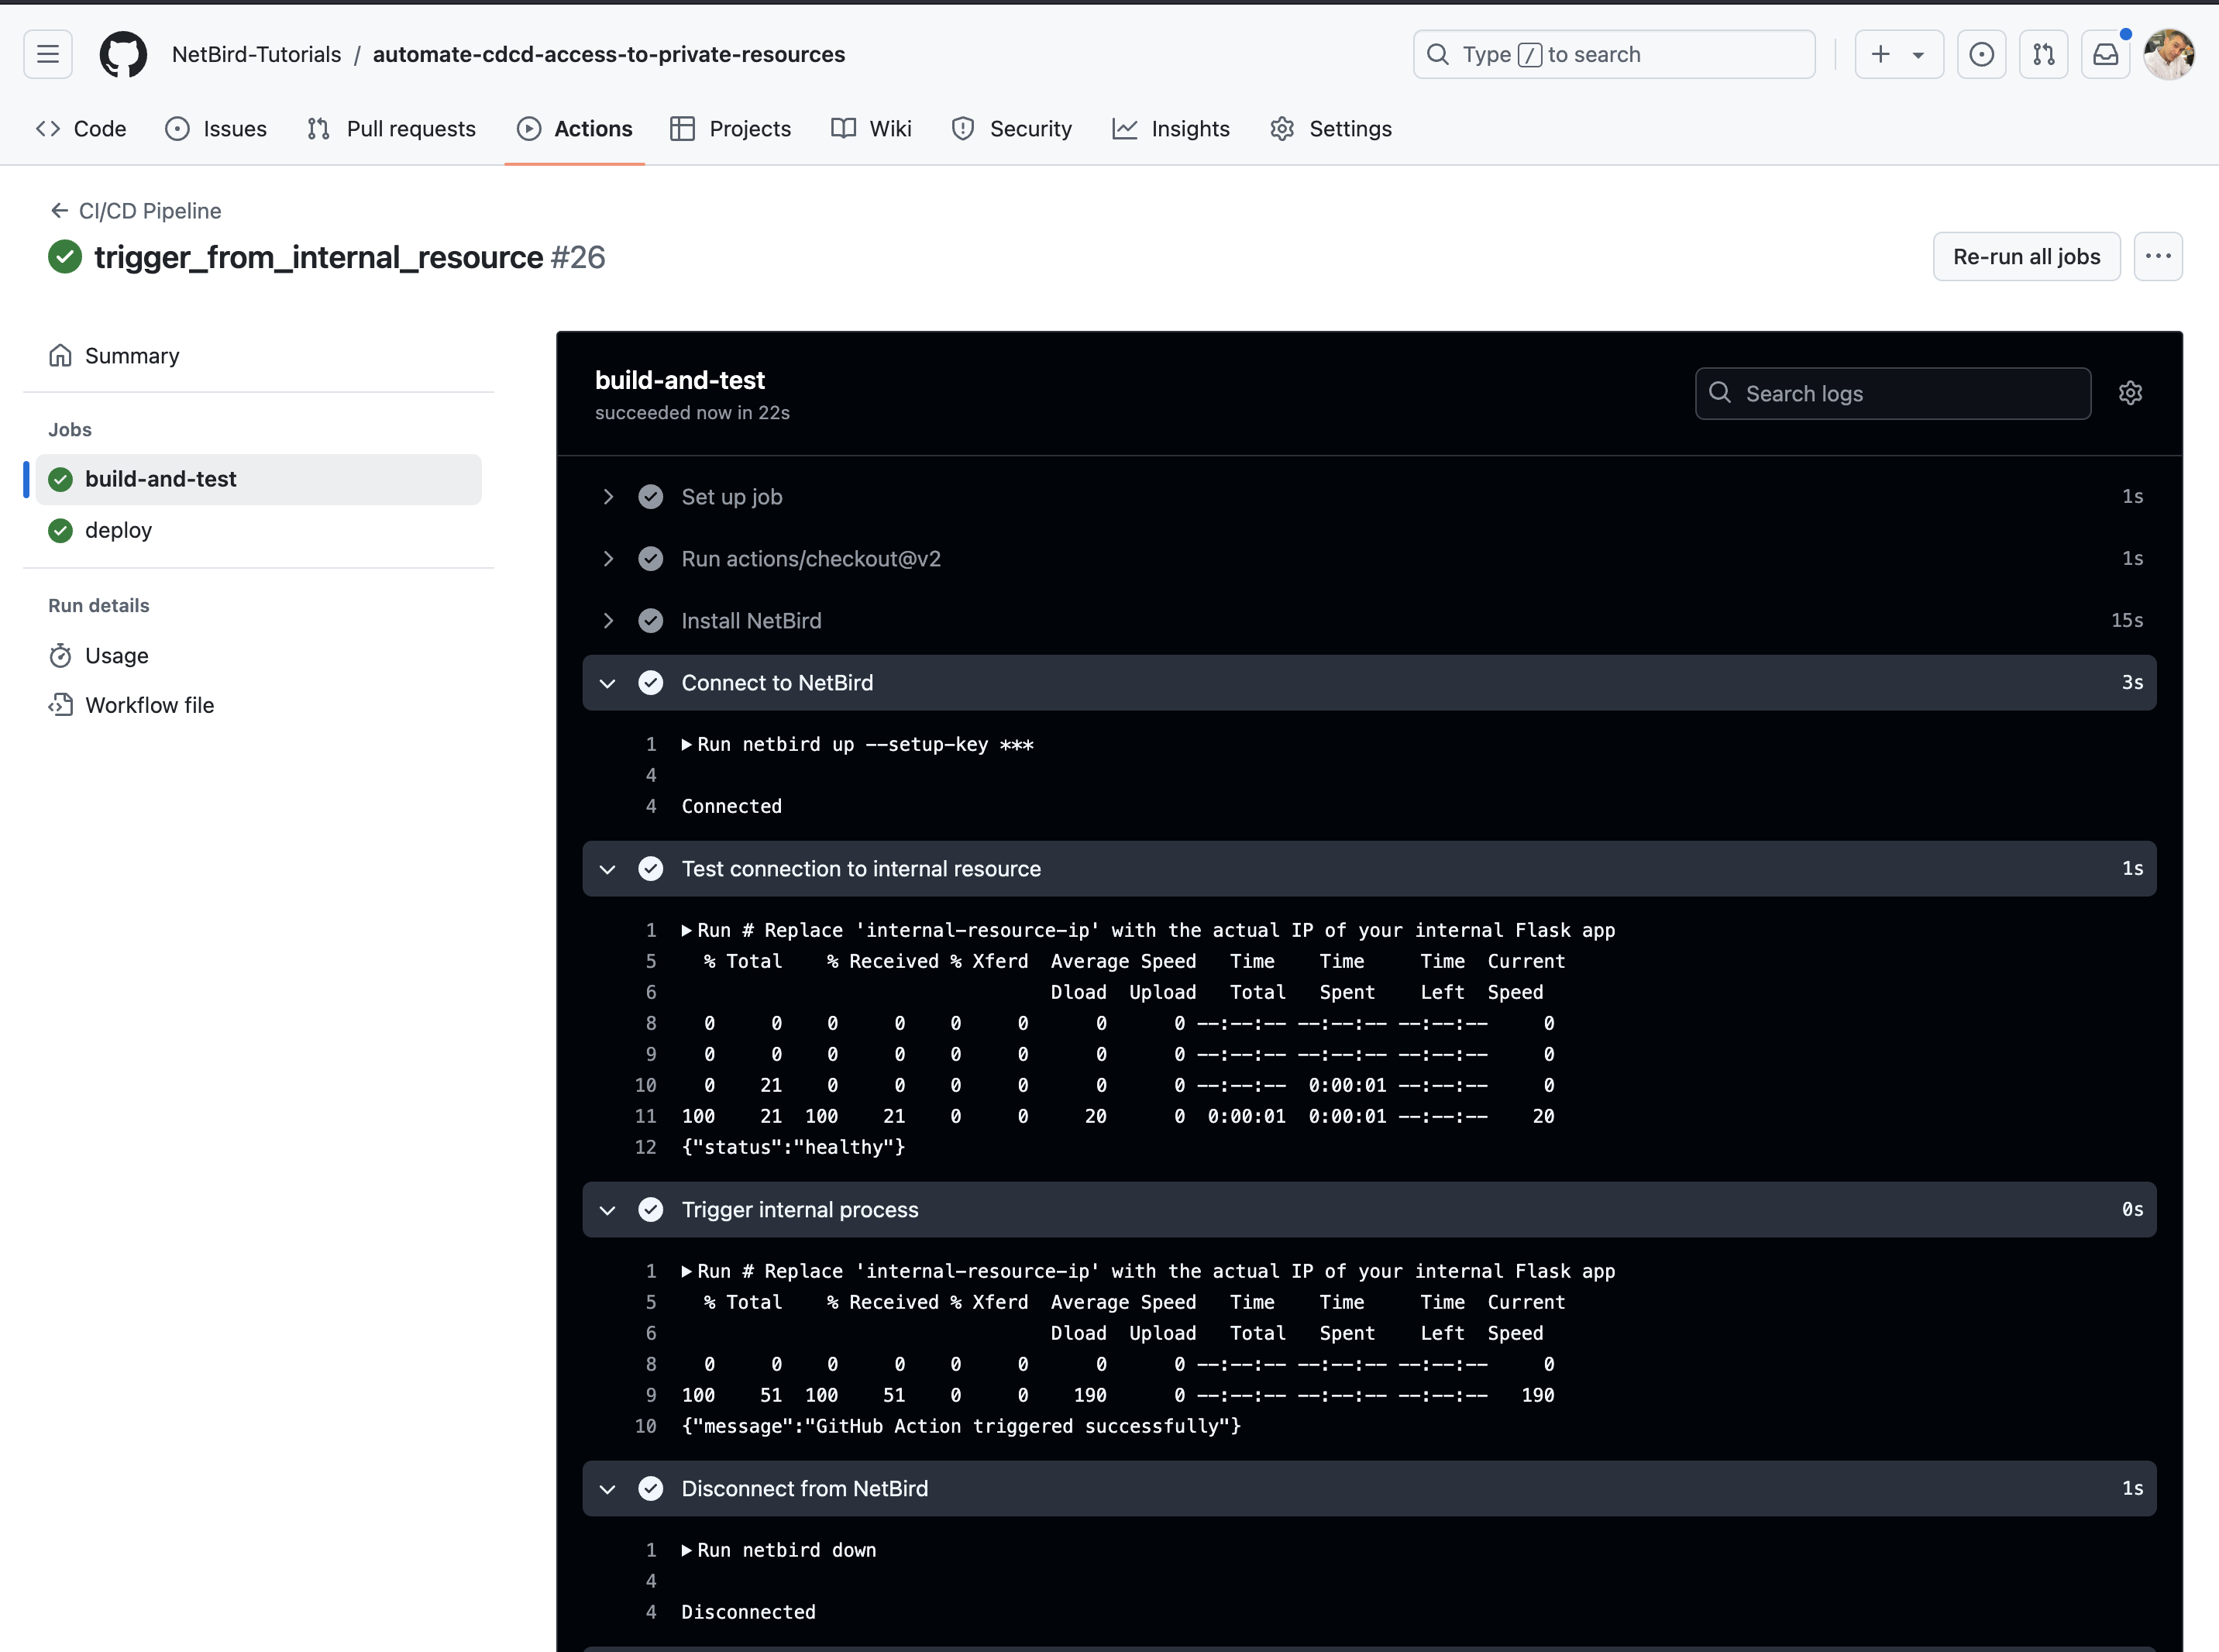 NetBird-Tutorials / automate-cdcd-access-to-private-resources
Type / to search
Code
Issues
Pull requests
Actions
Projects
Wiki
Security
Insights
Settings
← CI/CD Pipeline
trigger_from_internal_resource #26
Re-run all jobs
Summary
Jobs
build-and-test
deploy
Run details
Usage
Workflow file
build-and-test
succeeded now in 22s
Search logs
Set up job 1s
Run actions/checkout@v2 1s
Install NetBird 15s
Connect to NetBird 3s
1 ▶Run netbird up --setup-key ***
4
4 Connected
Test connection to internal resource 1s
1 ▶Run # Replace 'internal-resource-ip' with the actual IP of your internal Flask app
5 % Total % Received % Xferd Average Speed Time Time Time Current
6 Dload Upload Total Spent Left Speed
8 0 0 0 0 0 0 0 0 --:--:-- --:--:-- --:--:-- 0
9 0 0 0 0 0 0 0 0 --:--:-- --:--:-- --:--:-- 0
10 0 21 0 0 0 0 0 0 --:--:-- 0:00:01 --:--:-- 0
11 100 21 100 21 0 0 20 0 0:00:01 0:00:01 --:--:-- 20
12 {"status":"healthy"}
Trigger internal process 0s
1 ▶Run # Replace 'internal-resource-ip' with the actual IP of your internal Flask app
5 % Total % Received % Xferd Average Speed Time Time Time Current
6 Dload Upload Total Spent Left Speed
8 0 0 0 0 0 0 0 0 --:--:-- --:--:-- --:--:-- 0
9 100 51 100 51 0 0 190 0 --:--:-- --:--:-- --:--:-- 190
10 {"message":"GitHub Action triggered successfully"}
Disconnect from NetBird 1s
1 ▶Run netbird down
4
4 Disconnected